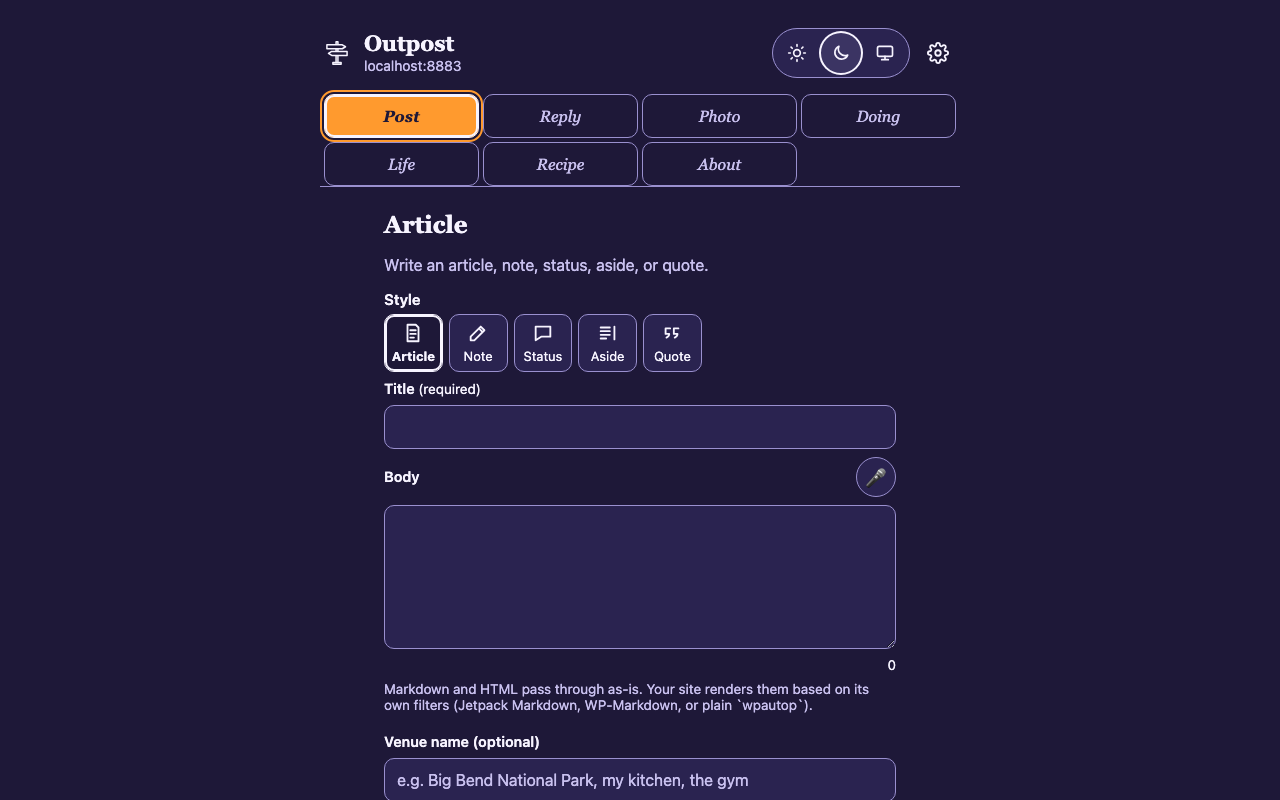 Outpost
localhost:8883
Post
Reply
Photo
Doing
Life
Recipe
About
Article
Write an article, note, status, aside, or quote.
Style
Article
Note
Status
Aside
Quote
Title (required)
Body
0
Markdown and HTML pass through as-is. Your site renders them based on its
own filters (Jetpack Markdown, WP-Markdown, or plain `wpautop`).
Venue name (optional)
e.g. Big Bend National Park, my kitchen, the gym